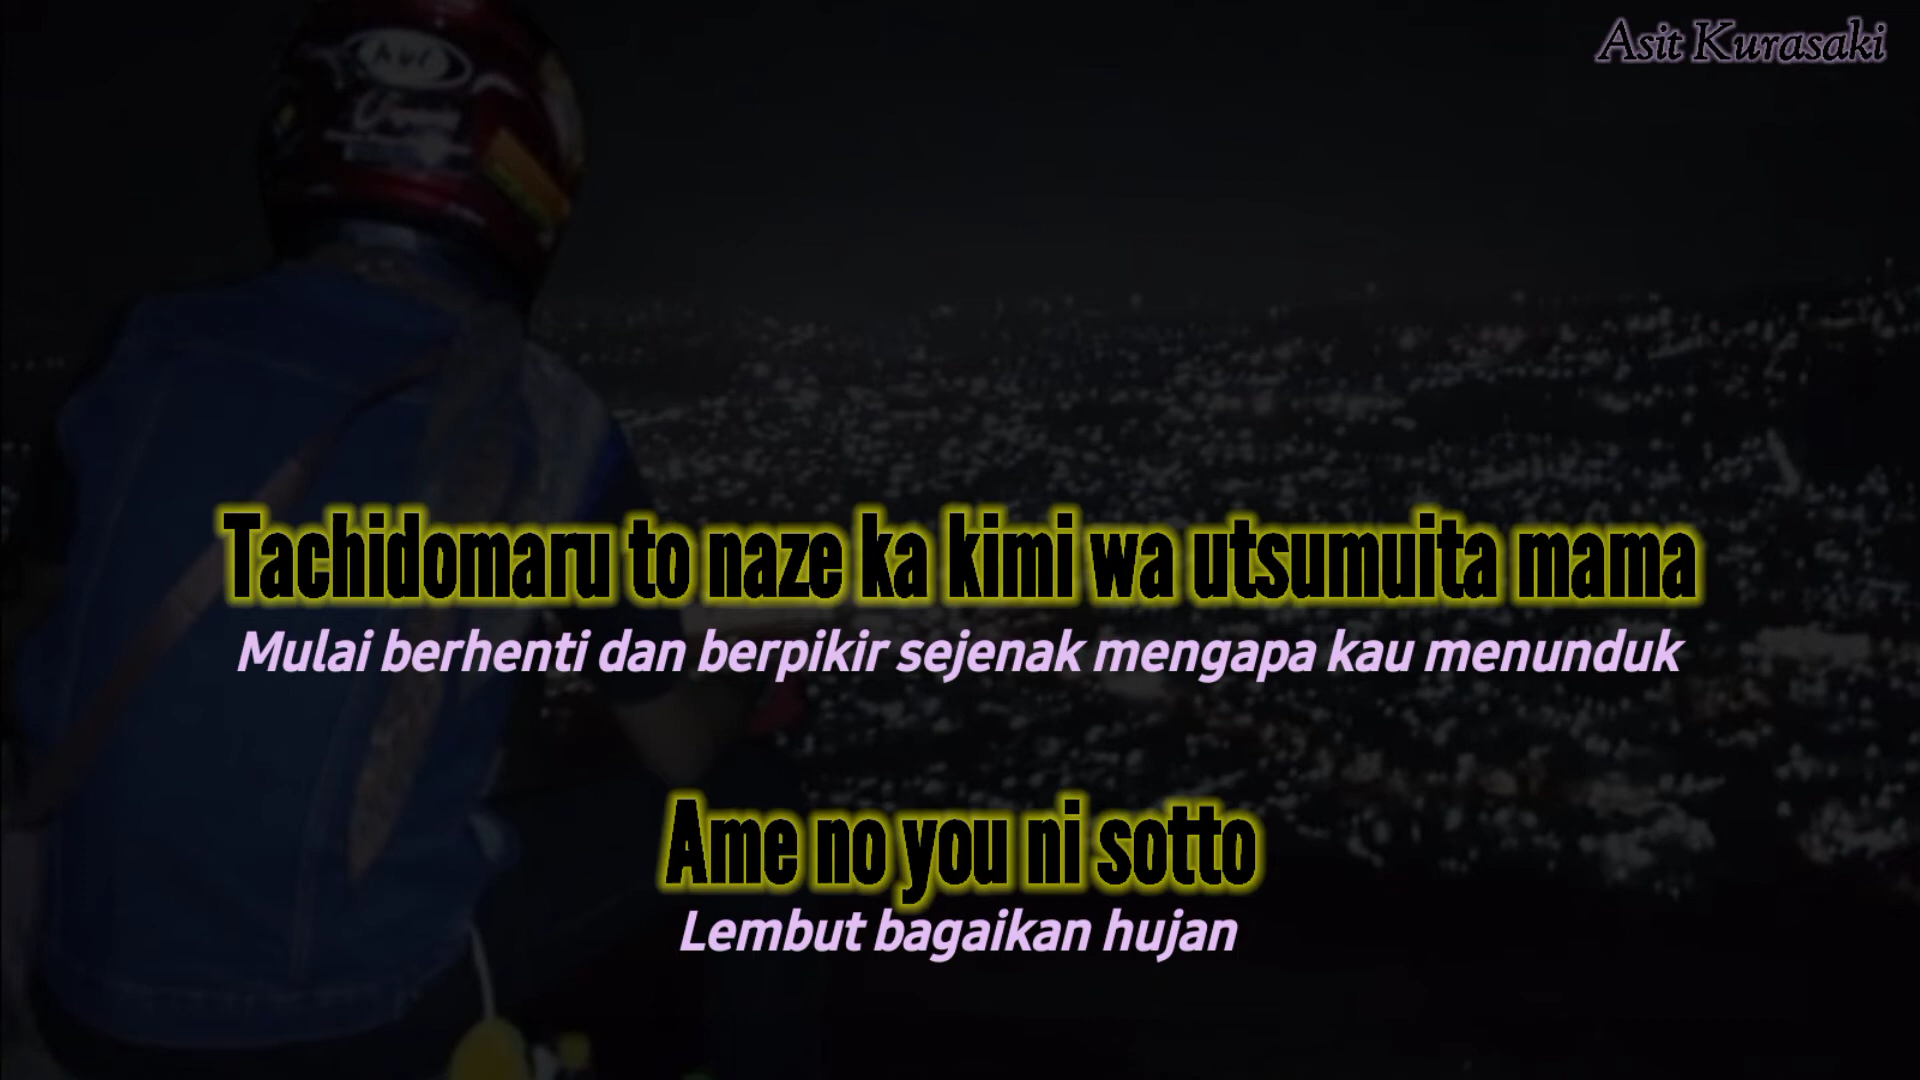 Asit Kurasaki
Tachidomaru to naze ka kimi wa utsumuita mama
Mulai berhenti dan berpikir sejenak mengapa kau menunduk
Ame no you ni sotto
Lembut bagaikan hujan